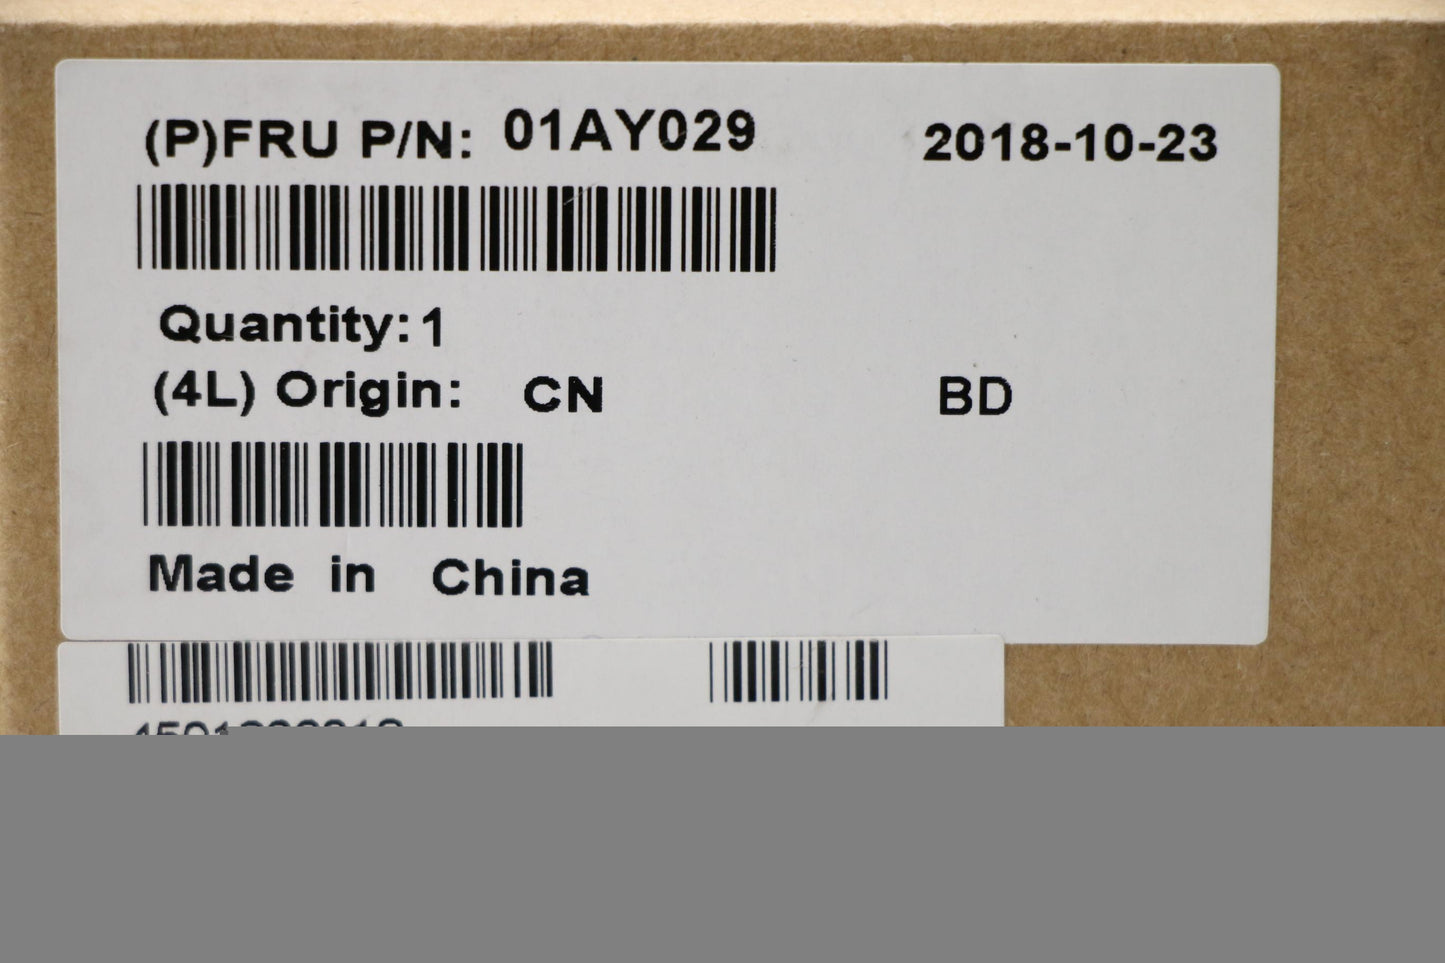 (P)FRU P/N: 01AY029 2018-10-23
Quantity: 1
(4L) Origin: CN BD
Made in China